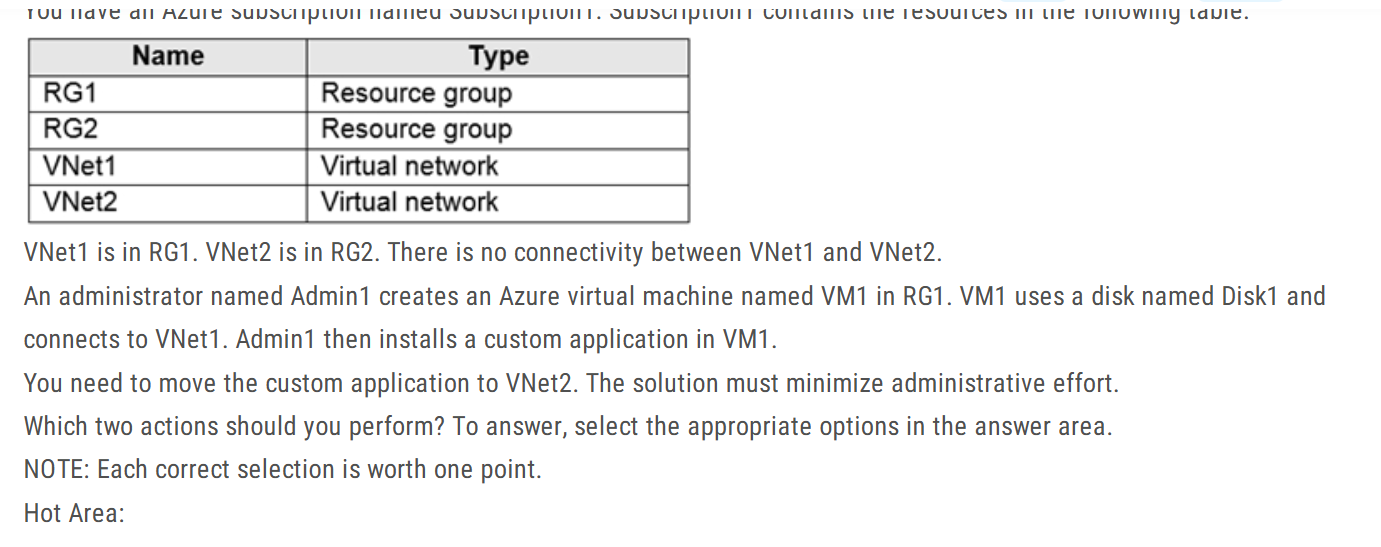 You have an Azure subscription named Subscription1. Subscription1 contains the resources in the following table.
Name Type
RG1 Resource group
RG2 Resource group
VNet1 Virtual network
VNet2 Virtual network
VNet1 is in RG1. VNet2 is in RG2. There is no connectivity between VNet1 and VNet2.
An administrator named Admin1 creates an Azure virtual machine named VM1 in RG1. VM1 uses a disk named Disk1 and
connects to VNet1. Admin1 then installs a custom application in VM1.
You need to move the custom application to VNet2. The solution must minimize administrative effort.
Which two actions should you perform? To answer, select the appropriate options in the answer area.
NOTE: Each correct selection is worth one point.
Hot Area: